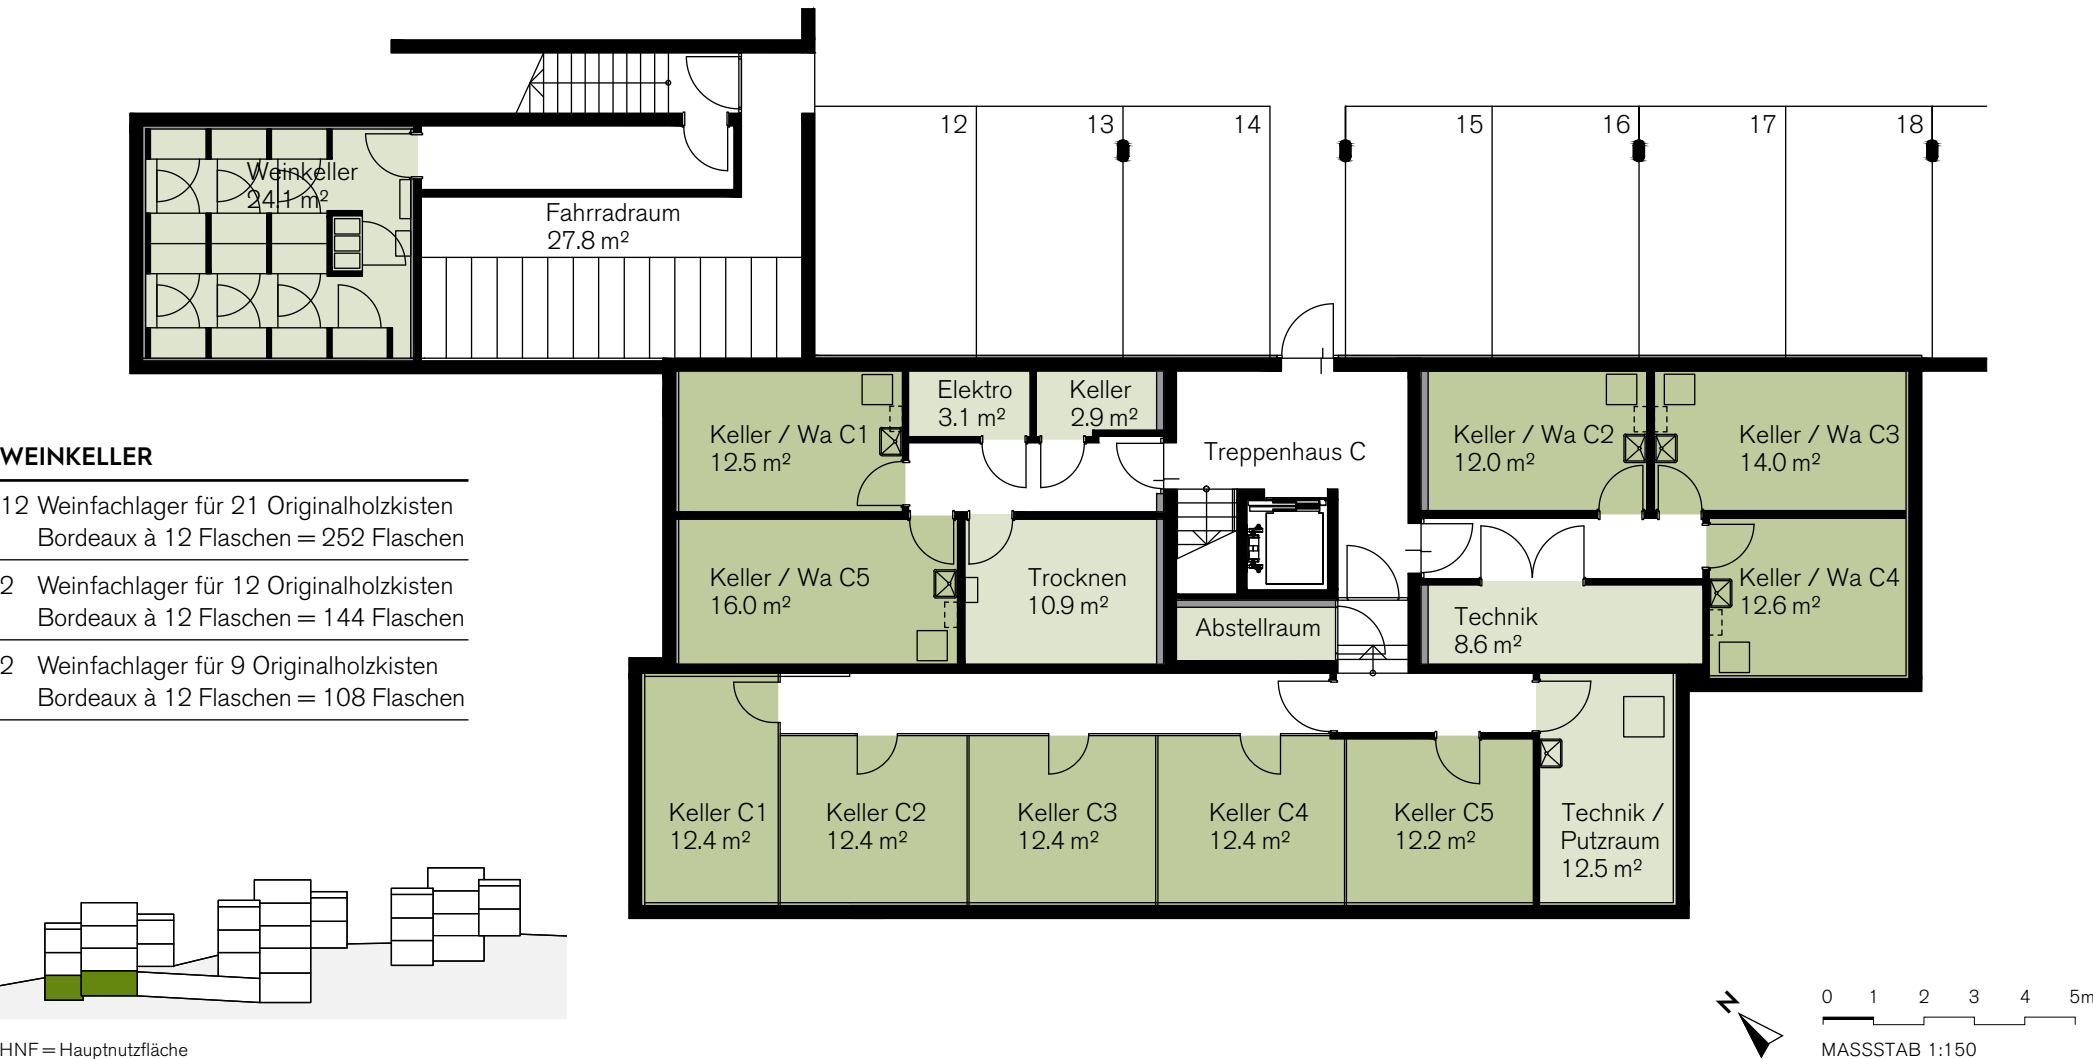 12
13
14
15
16
17
18
Weinkeller
24.1 m²
Fahrradraum
27.8 m²
Elektro
3.1 m²
Keller
2.9 m²
Keller / Wa C1
12.5 m²
Treppenhaus C
Keller / Wa C2
12.0 m²
Keller / Wa C3
14.0 m²
WEINKELLER
12 Weinfachlager für 21 Originalholzkisten
Bordeaux à 12 Flaschen = 252 Flaschen
2 Weinfachlager für 12 Originalholzkisten
Bordeaux à 12 Flaschen = 144 Flaschen
2 Weinfachlager für 9 Originalholzkisten
Bordeaux à 12 Flaschen = 108 Flaschen
Keller / Wa C5
16.0 m²
Trocknen
10.9 m²
Abstellraum
Technik
8.6 m²
Keller / Wa C4
12.6 m²
Keller C1
12.4 m²
Keller C2
12.4 m²
Keller C3
12.4 m²
Keller C4
12.4 m²
Keller C5
12.2 m²
Technik /
Putzraum
12.5 m²
N
0 1 2 3 4 5m
MASSSTAB 1:150
HNF = Hauptnutzfläche